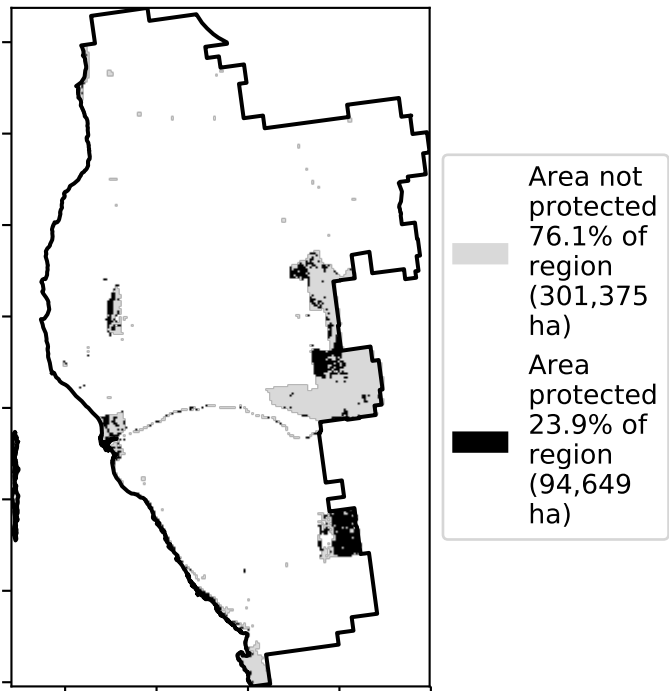 Area not
protected
76.1% of
region
(301,375
ha)
Area
protected
23.9% of
region
(94,649
ha)